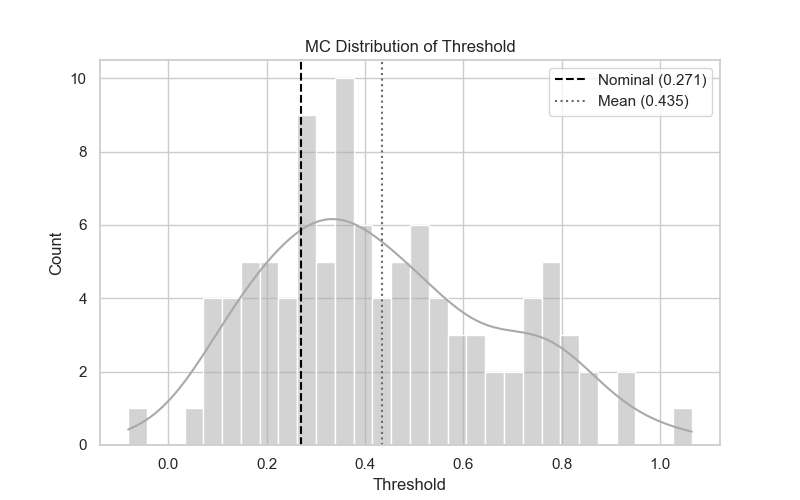 MC Distribution of Threshold
Nominal (0.271)
Mean (0.435)
10
8
6
4
2
0
Count
0.0 0.2 0.4 0.6 0.8 1.0
Threshold